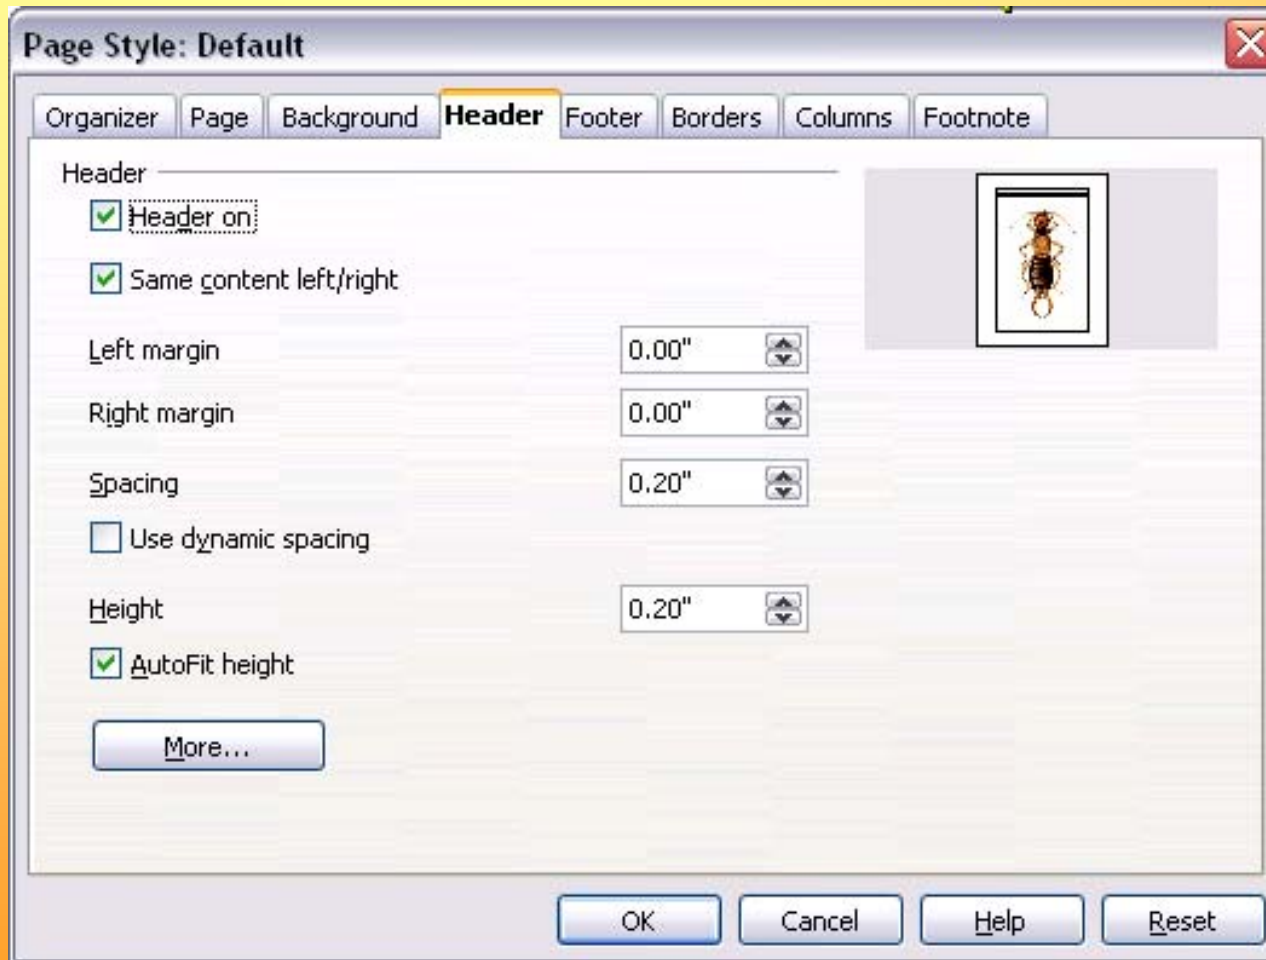 Page Style: Default
Organizer Page Background Header Footer Borders Columns Footnote
Header
Header on
Same content left/right
Left margin 0.00"
Right margin 0.00"
Spacing 0.20"
Use dynamic spacing
Height 0.20"
AutoFit height
More...
OK Cancel Help Reset